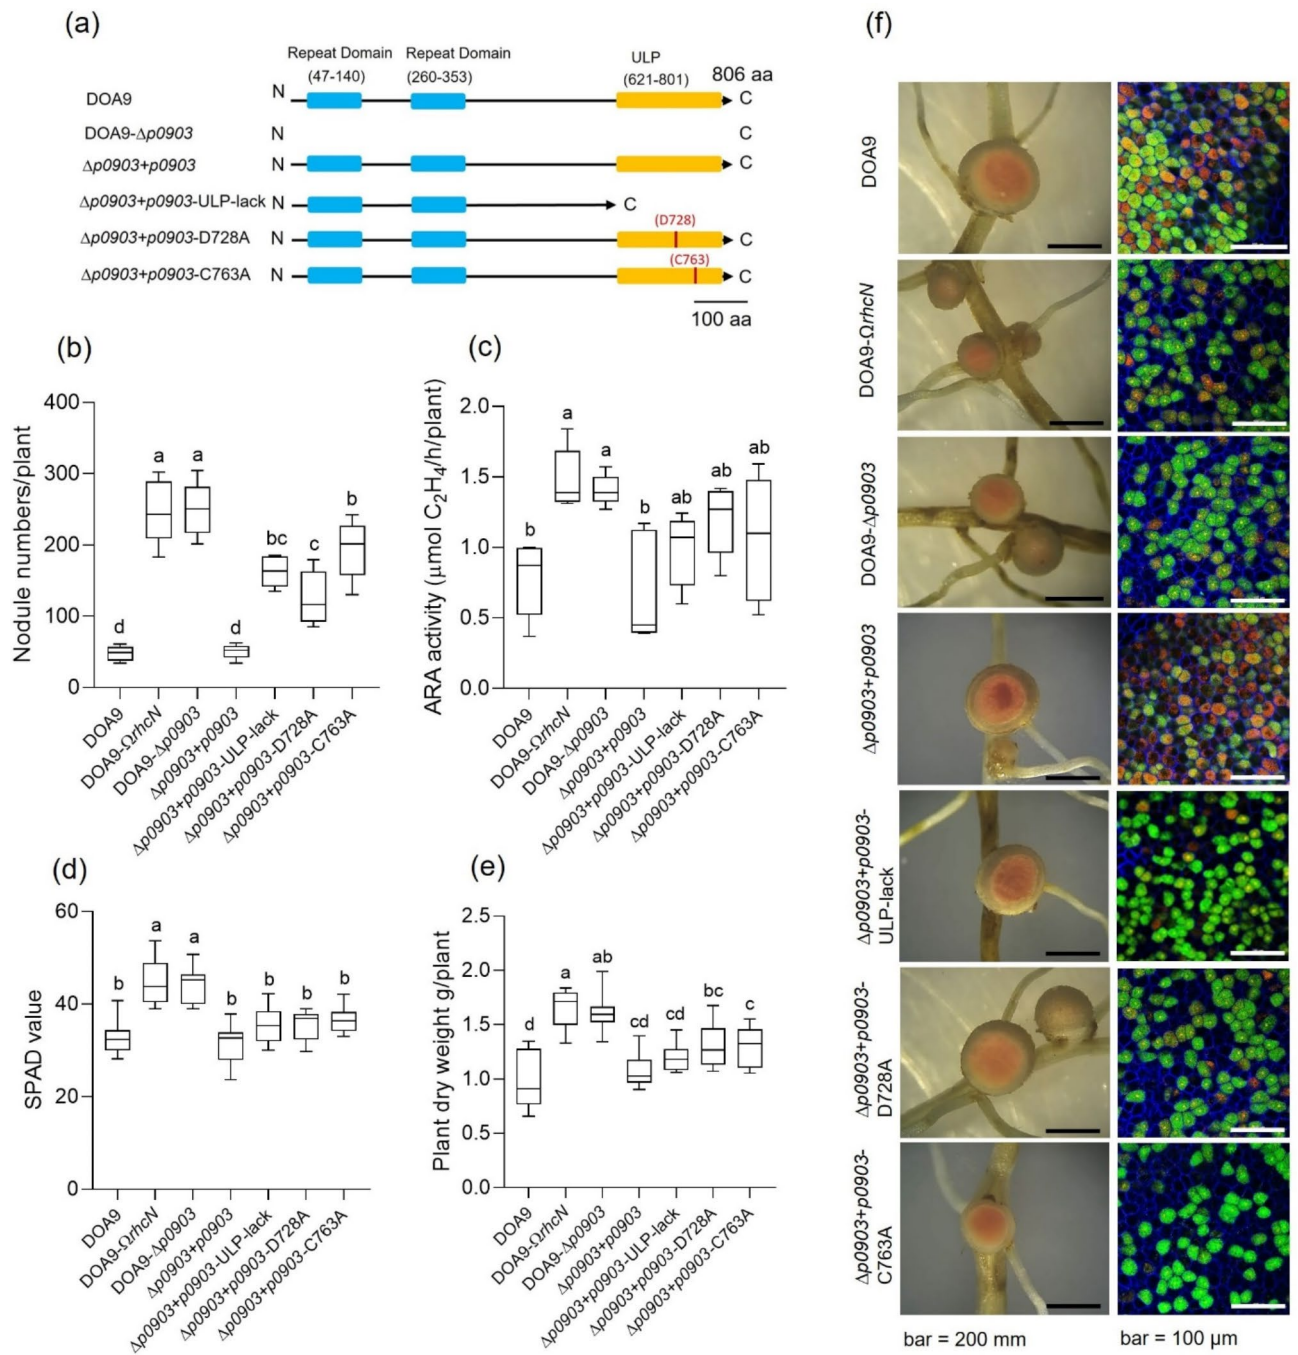 (a)
Repeat Domain Repeat Domain ULP
(47-140) (260-353) (621-801) 806 aa
DOA9 N C
DOA9-Δp0903 N C
Δp0903+p0903 N C
Δp0903+p0903-ULP-lack N C
(D728)
Δp0903+p0903-D728A N C
(C763)
Δp0903+p0903-C763A N C
100 aa
(b)
Nodule numbers/plant
400
300
200
100
0
d a a d bc c b
DOA9
DOA9-ΩrhcN
DOA9-Δp0903
Δp0903+p0903
Δp0903+p0903-ULP-lack
Δp0903+p0903-D728A
Δp0903+p0903-C763A
(c)
ARA activity (μmol C₂H₄/h/plant)
2.0
1.5
1.0
0.5
0.0
b a a b ab ab ab
DOA9
DOA9-ΩrhcN
DOA9-Δp0903
Δp0903+p0903
Δp0903+p0903-ULP-lack
Δp0903+p0903-D728A
Δp0903+p0903-C763A
(d)
SPAD value
60
40
20
0
b a a b b b b
DOA9
DOA9-ΩrhcN
DOA9-Δp0903
Δp0903+p0903
Δp0903+p0903-ULP-lack
Δp0903+p0903-D728A
Δp0903+p0903-C763A
(e)
Plant dry weight g/plant
2.5
2.0
1.5
1.0
0.5
0.0
d a ab cd cd bc c
DOA9
DOA9-ΩrhcN
DOA9-Δp0903
Δp0903+p0903
Δp0903+p0903-ULP-lack
Δp0903+p0903-D728A
Δp0903+p0903-C763A
(f)
DOA9
DOA9-ΩrhcN
DOA9-Δp0903
Δp0903+p0903
Δp0903+p0903-
ULP-lack
Δp0903+p0903-
D728A
Δp0903+p0903-
C763A
bar = 200 mm bar = 100 μm